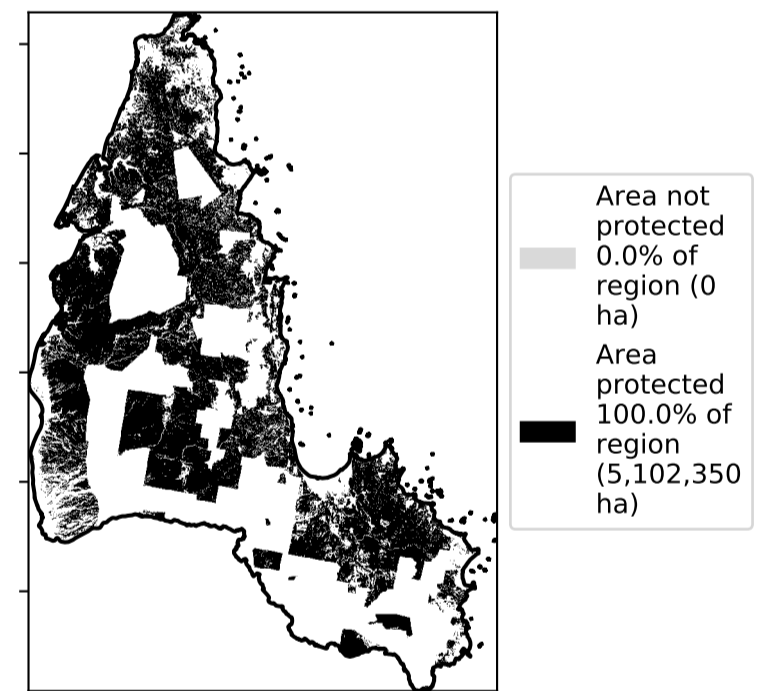 Area not
protected
0.0% of
region (0
ha)
Area
protected
100.0% of
region
(5,102,350
ha)